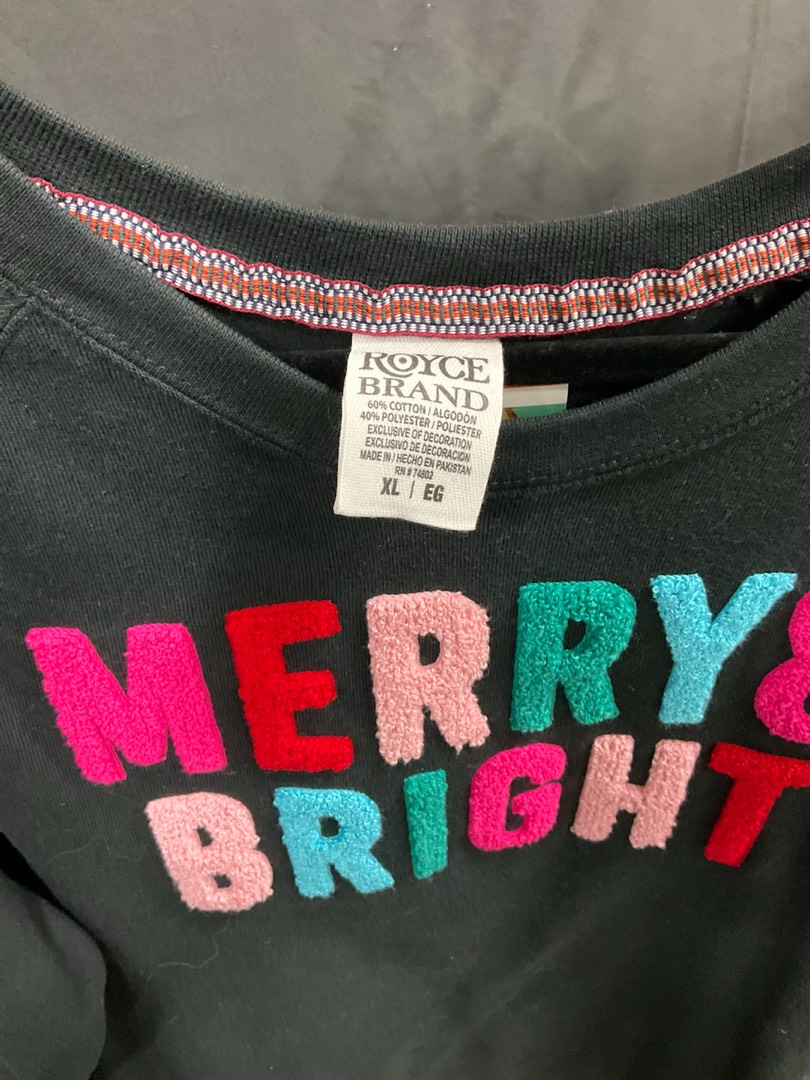 ROYCE
BRAND
60% COTTON / ALGODÓN
40% POLYESTER / POLIESTER
EXCLUSIVE OF DECORATION
EXCLUSIVO DE DECORACIÓN
MADE IN / HECHO EN PAKISTAN
RN # 74802
XL | EG
MERRY &
BRIGHT